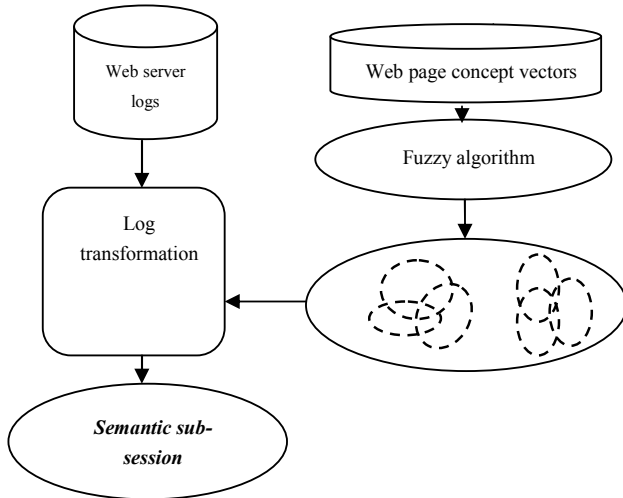 Web server
logs
Web page concept vectors
Fuzzy algorithm
Log
transformation
Semantic sub-
session